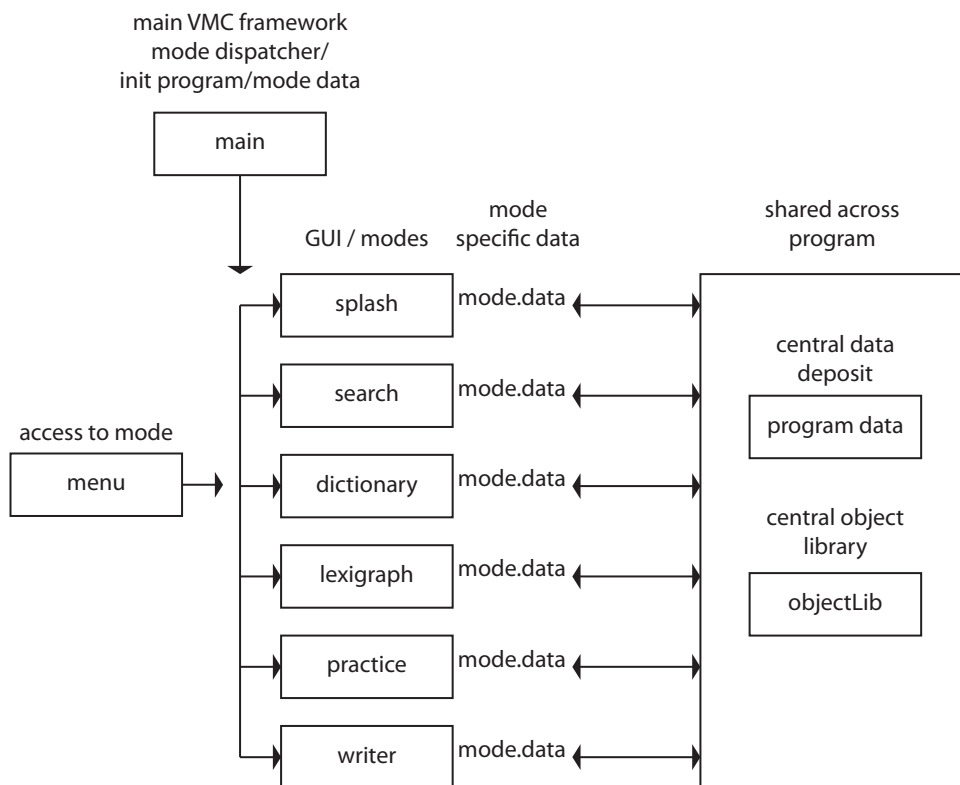 main VMC framework
mode dispatcher/
init program/mode data
main
GUI / modes
mode
specific data
shared across
program
splash
mode.data
search
mode.data
central data
deposit
program data
access to mode
menu
dictionary
mode.data
central object
library
objectLib
lexigraph
mode.data
practice
mode.data
writer
mode.data